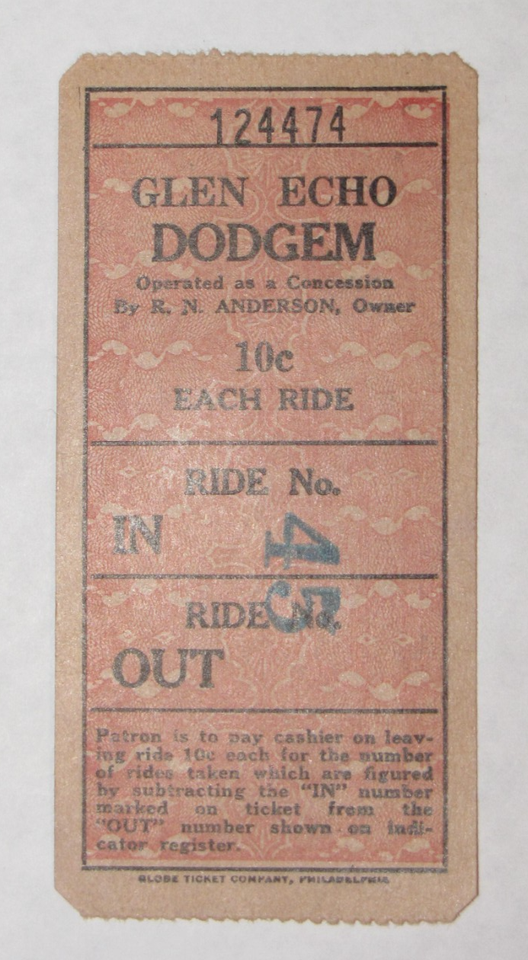 124474
GLEN ECHO
DODGEM
Operated as a Concession
By R. N. ANDERSON, Owner
10c
EACH RIDE
RIDE No.
IN
45
RIDE No.
OUT
Patron is to pay cashier on leav-
ing ride 10c each for the number
of rides taken which are figured
by subtracting the "IN" number
marked on ticket from the
"OUT" number shown on indi-
cator register.
GLOBE TICKET COMPANY, PHILADELPHIA